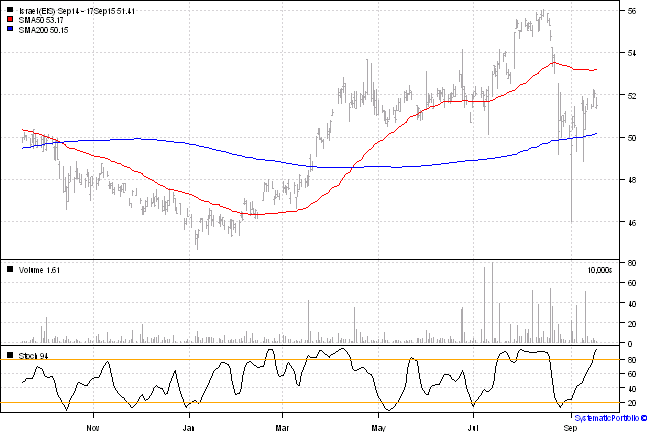 Israel (EIS) Sep14 - 17Sep15 51.41
SMA50 53.17
SMA200 50.15
56
54
52
50
48
46
Volume 1.61
10,000s
80
60
40
20
0
Stoch 94
80
60
40
20
Nov Jan Mar May Jul Sep
SystematicPortfolio ©